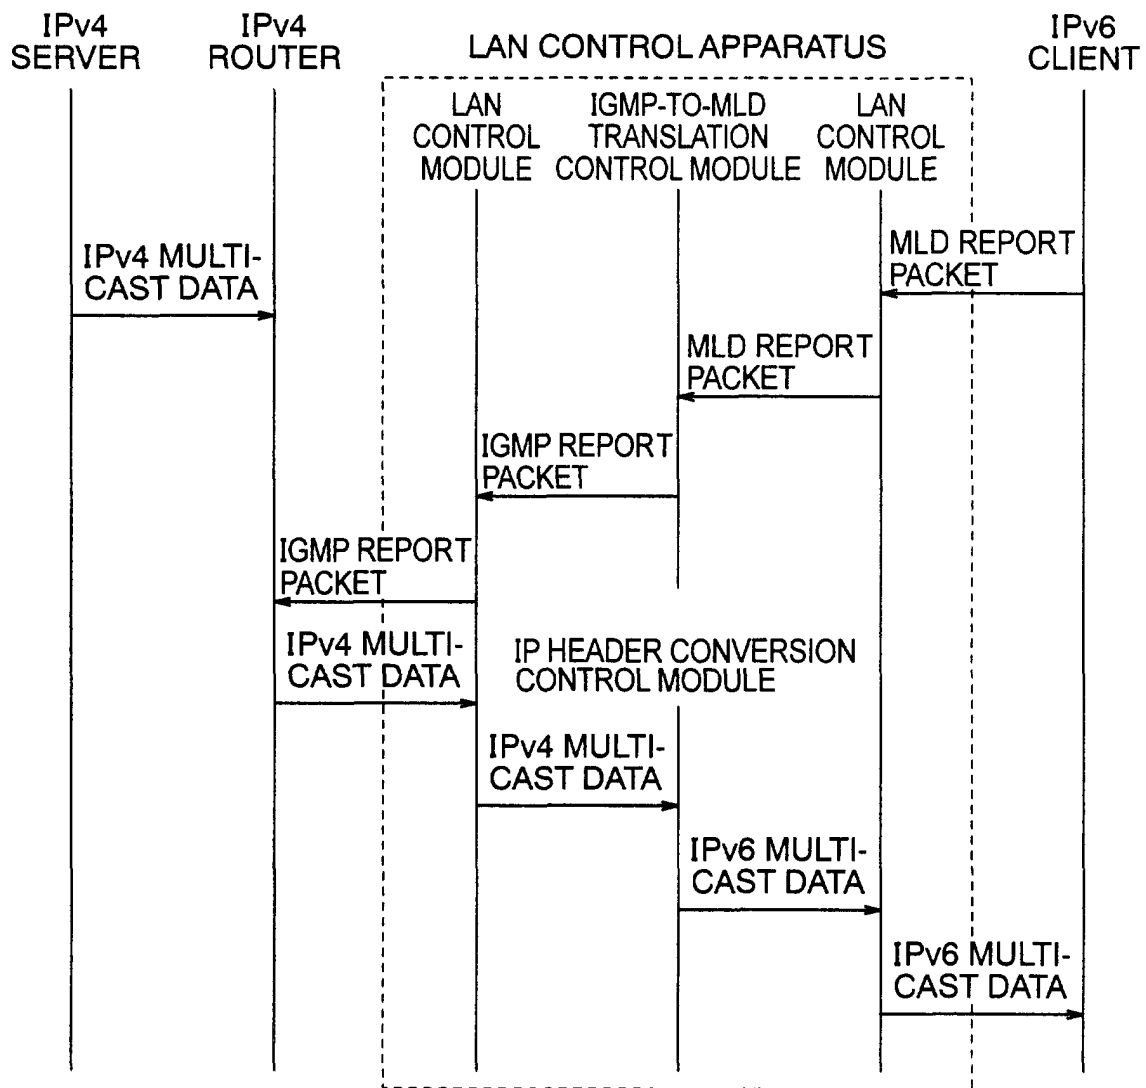 IPv4
SERVER
IPv4
ROUTER
LAN CONTROL APPARATUS
IPv6
CLIENT
LAN
CONTROL
MODULE
IGMP-TO-MLD
TRANSLATION
CONTROL MODULE
LAN
CONTROL
MODULE
IPv4 MULTI-
CAST DATA
MLD REPORT
PACKET
MLD REPORT
PACKET
IGMP REPORT
PACKET
IGMP REPORT
PACKET
IPv4 MULTI-
CAST DATA
IP HEADER CONVERSION
CONTROL MODULE
IPv4 MULTI-
CAST DATA
IPv6 MULTI-
CAST DATA
IPv6 MULTI-
CAST DATA